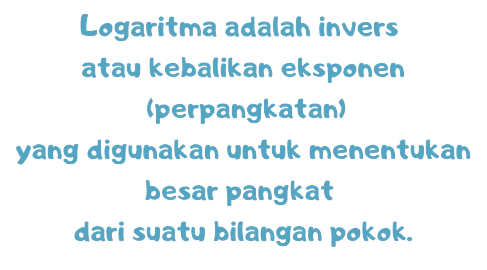 Logaritma adalah invers
atau kebalikan eksponen
(perpangkatan)
yang digunakan untuk menentukan
besar pangkat
dari suatu bilangan pokok.